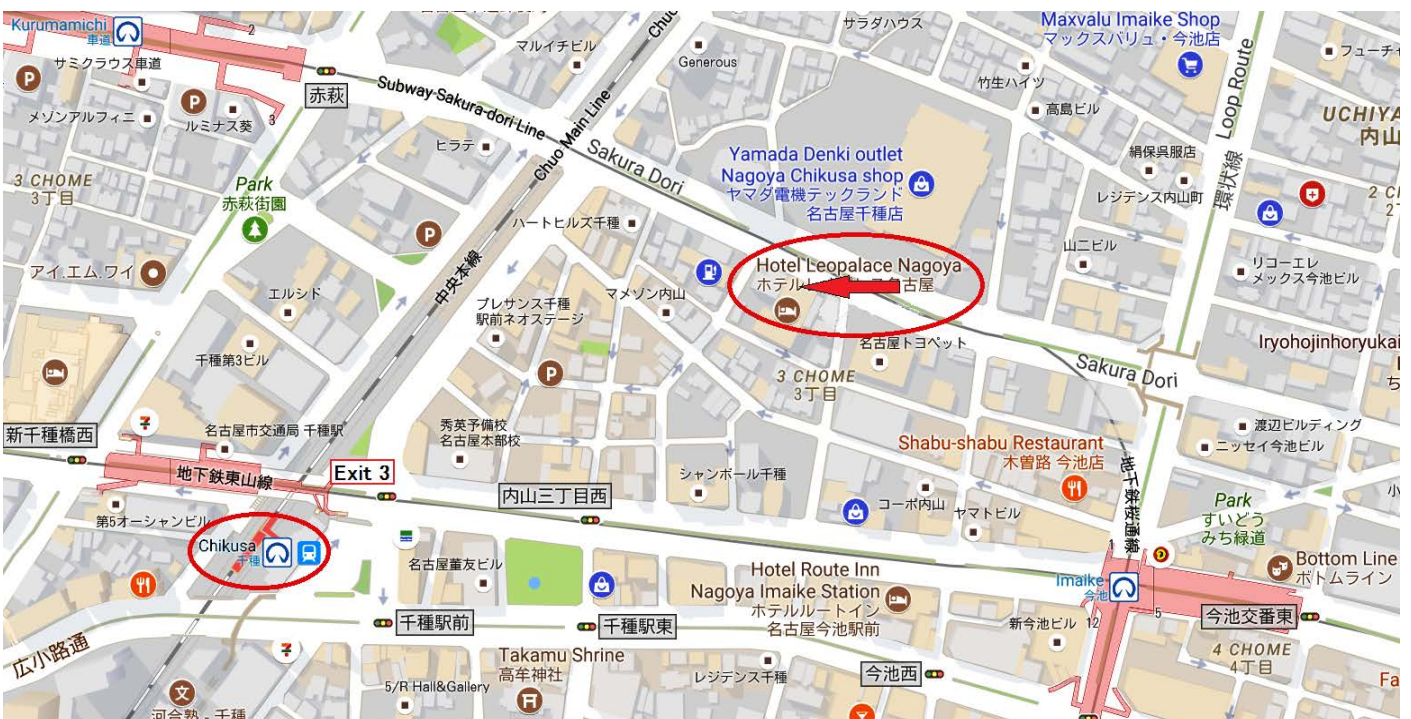 Kurumamichi
車道
2
サミクラウス車道
メゾンアルフィニ
ルミナス葵
3
赤萩
マルイチビル
Generous
サラダハウス
Maxvalu Imaike Shop
マックスバリュ・今池店
フューチャ
竹生ハイツ
高島ビル
UCHIYA
内山
Loop Route
環状線
Subway Sakura-dori Line
Chuo Main Line
Chuo
Sakura Dori
ヒラテ
3 CHOME
3丁目
Park
赤萩街園
Yamada Denki outlet
Nagoya Chikusa shop
ヤマダ電機テックランド
名古屋千種店
絹保呉服店
レジデンス内山町
ハートヒルズ千種
山二ビル
リコーエレ
メックス今池ビル
アイ.エム.ワイ
中央本線
エルシド
プレサンス千種
駅前ネオステージ
マメゾン内山
Hotel Leopalace Nagoya
名古屋トヨペット
Iryohojinhoryukai
千種第3ビル
3 CHOME
3丁目
Sakura Dori
新千種橋西
名古屋市交通局 千種駅
秀英予備校
名古屋本部校
Shabu-shabu Restaurant
木曽路 今池店
渡辺ビルディング
ニッセイ今池ビル
地下鉄東山線
Exit 3
シャンボール千種
内山三丁目西
コーポ内山
ヤマトビル
地下鉄桜通線
Park
すいどう
みち緑道
第5オーシャンビル
Chikusa
千種
名古屋董友ビル
Hotel Route Inn
Nagoya Imaike Station
ホテルルートイン
名古屋今池駅前
1
Imaike
今池
5
Bottom Line
ボトムライン
千種駅前
千種駅東
新今池ビル
12
今池交番東
広小路通
Takamu Shrine
高牟神社
レジデンス千種
今池西
4 CHOME
4丁目
5/R Hall&Gallery
河合塾 - 千種
Fa